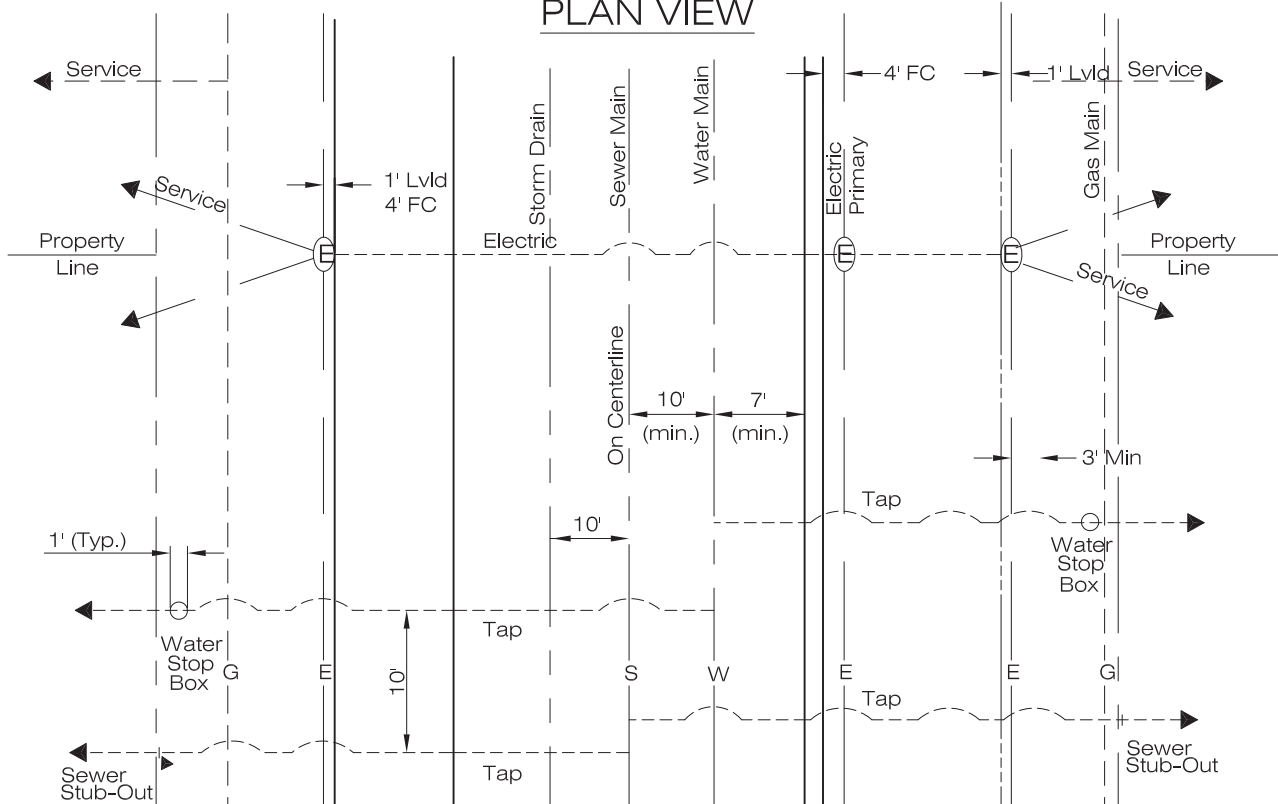 PLAN VIEW
Service
4' FC
1' Lvld
Service
Storm Drain
Sewer Main
Water Main
Electric
Primary
Gas Main
Service
1' Lvld
4' FC
Property
Line
E
Electric
E
E
Property
Line
Service
On Centerline
10'
(min.)
7'
(min.)
3' Min
Tap
10'
1' (Typ.)
Water
Stop
Box
Tap
Water
Stop
Box
G
E
10'
S
W
E
E
G
Tap
Sewer
Stub-Out
Tap
Sewer
Stub-Out